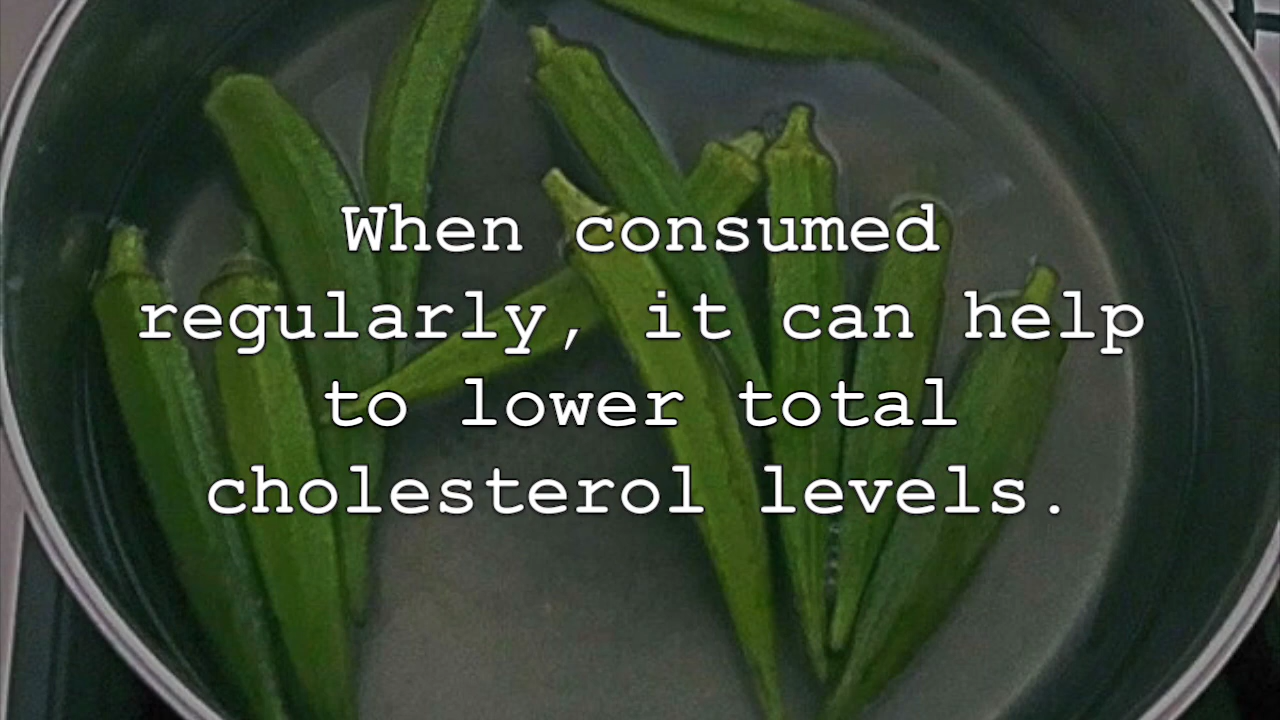 When consumed
regularly, it can help
to lower total
cholesterol levels.